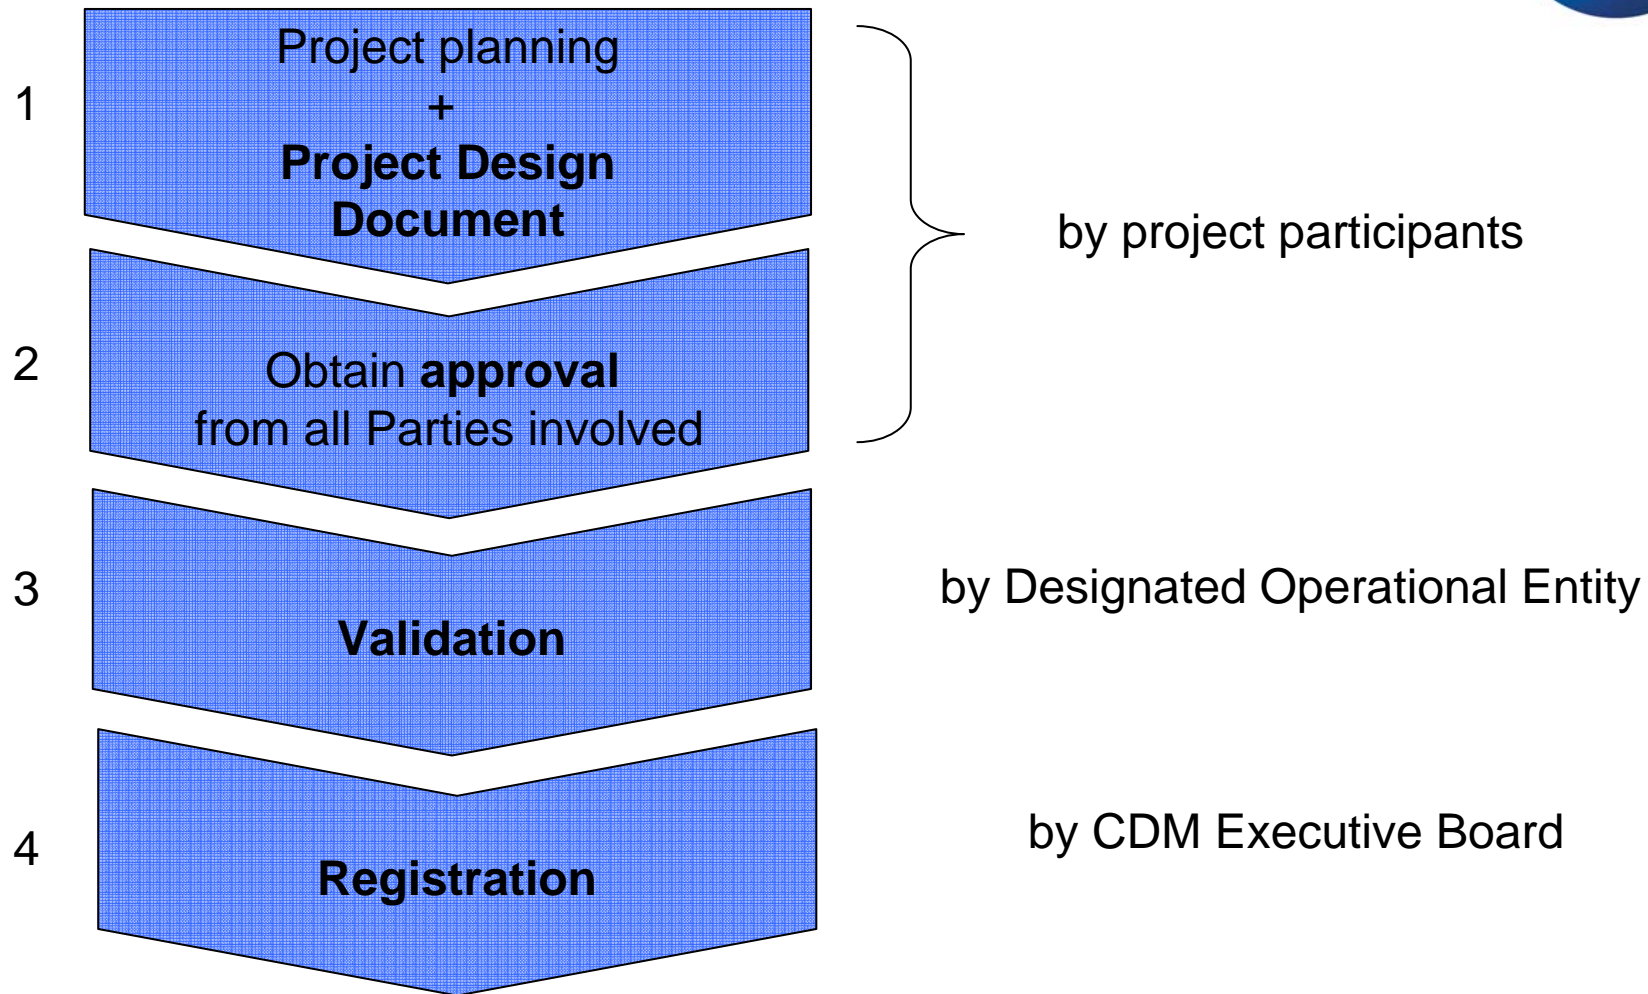 1
Project planning
+
Project Design
Document
by project participants
2
Obtain approval
from all Parties involved
3
Validation
by Designated Operational Entity
4
Registration
by CDM Executive Board